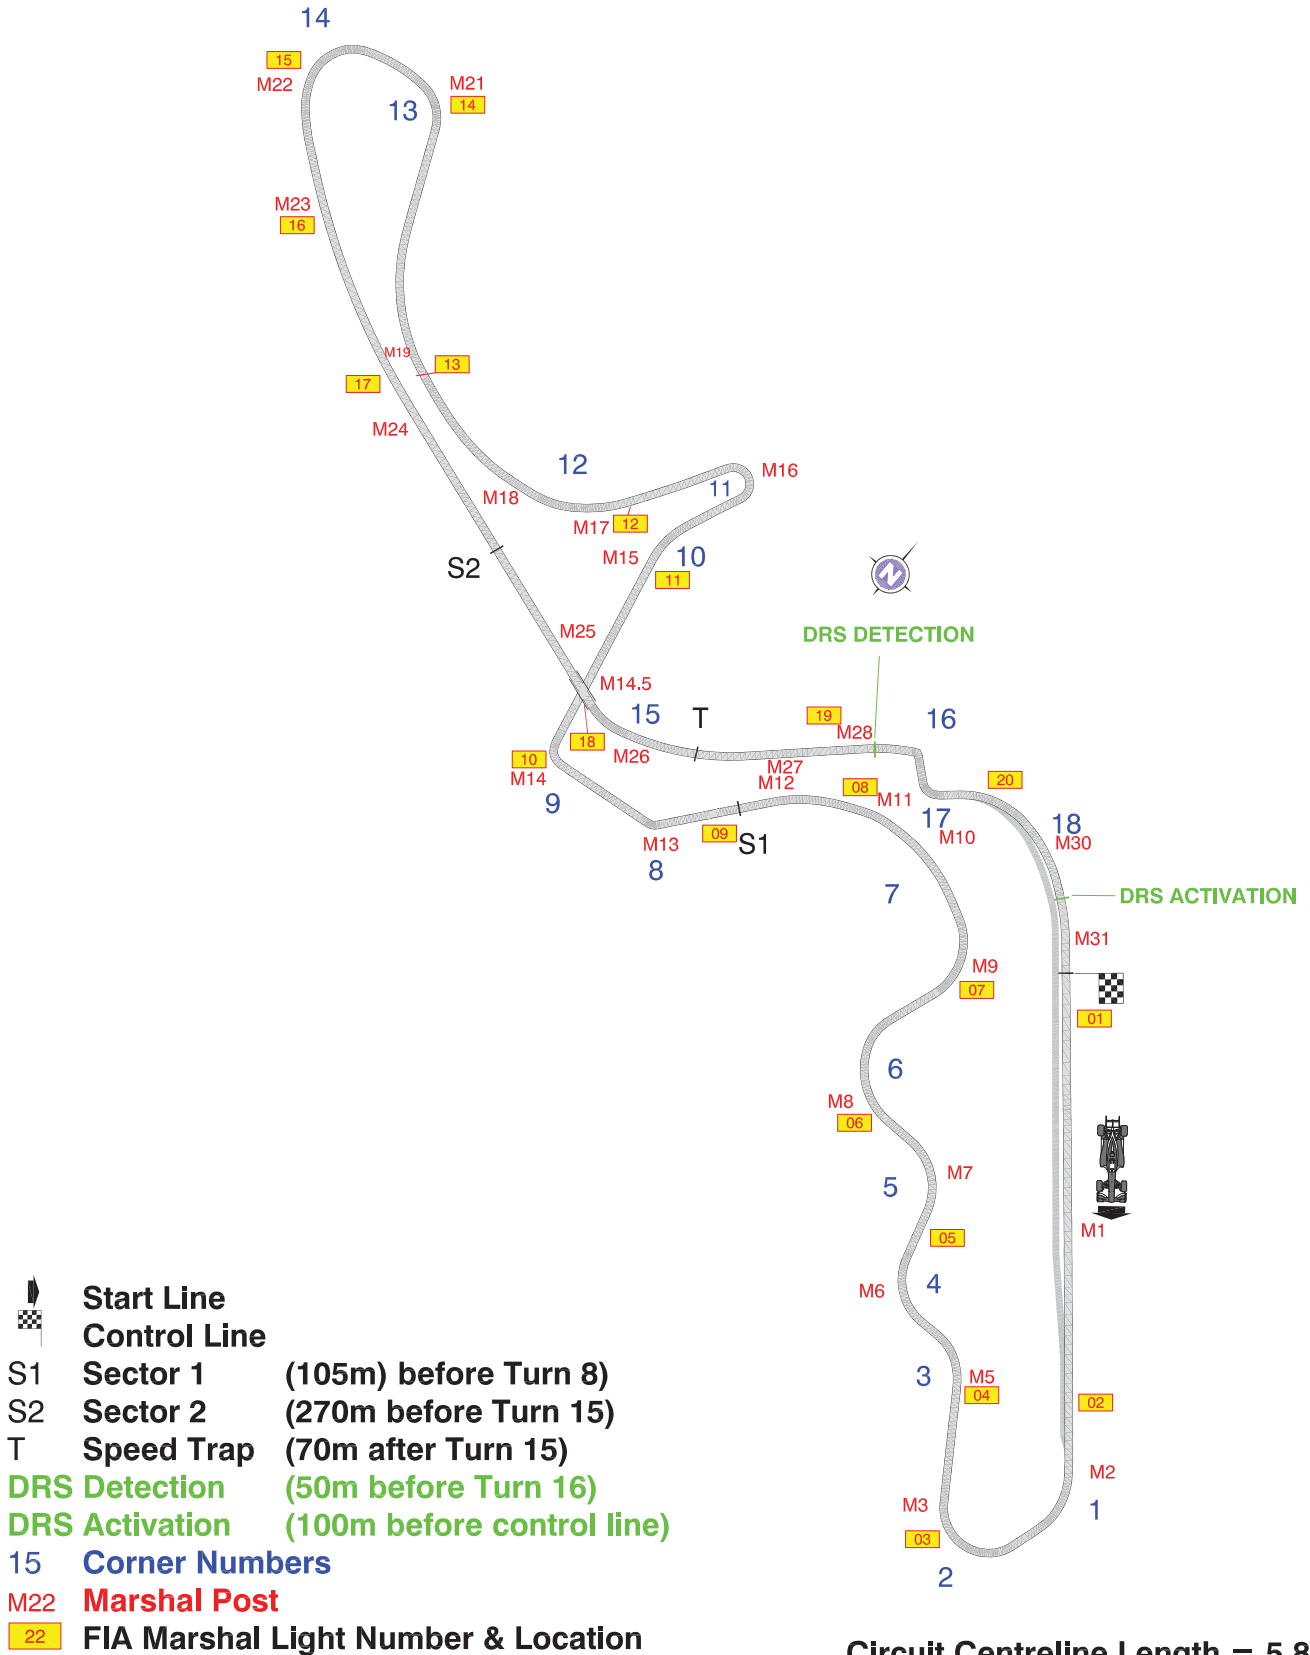 14
15
M22
13
M21
14
M23
16
M19
13
17
M24
12
M16
11
M18
M17
12
M15
10
11
S2
N
DRS DETECTION
M25
M14.5
15
T
19
M28
16
18
M26
10
M14
M27
M12
08
M11
20
9
17
M10
18
M30
09
S1
M13
8
7
DRS ACTIVATION
M31
M9
07
01
6
M8
06
M7
5
M1
05
4
M6
3
M5
04
02
M2
M3
1
03
2
Start Line
Control Line
S1 Sector 1 (105m) before Turn 8)
S2 Sector 2 (270m before Turn 15)
T Speed Trap (70m after Turn 15)
DRS Detection (50m before Turn 16)
DRS Activation (100m before control line)
15 Corner Numbers
M22 Marshal Post
22 FIA Marshal Light Number & Location
Circuit Centreline Length = 5.8